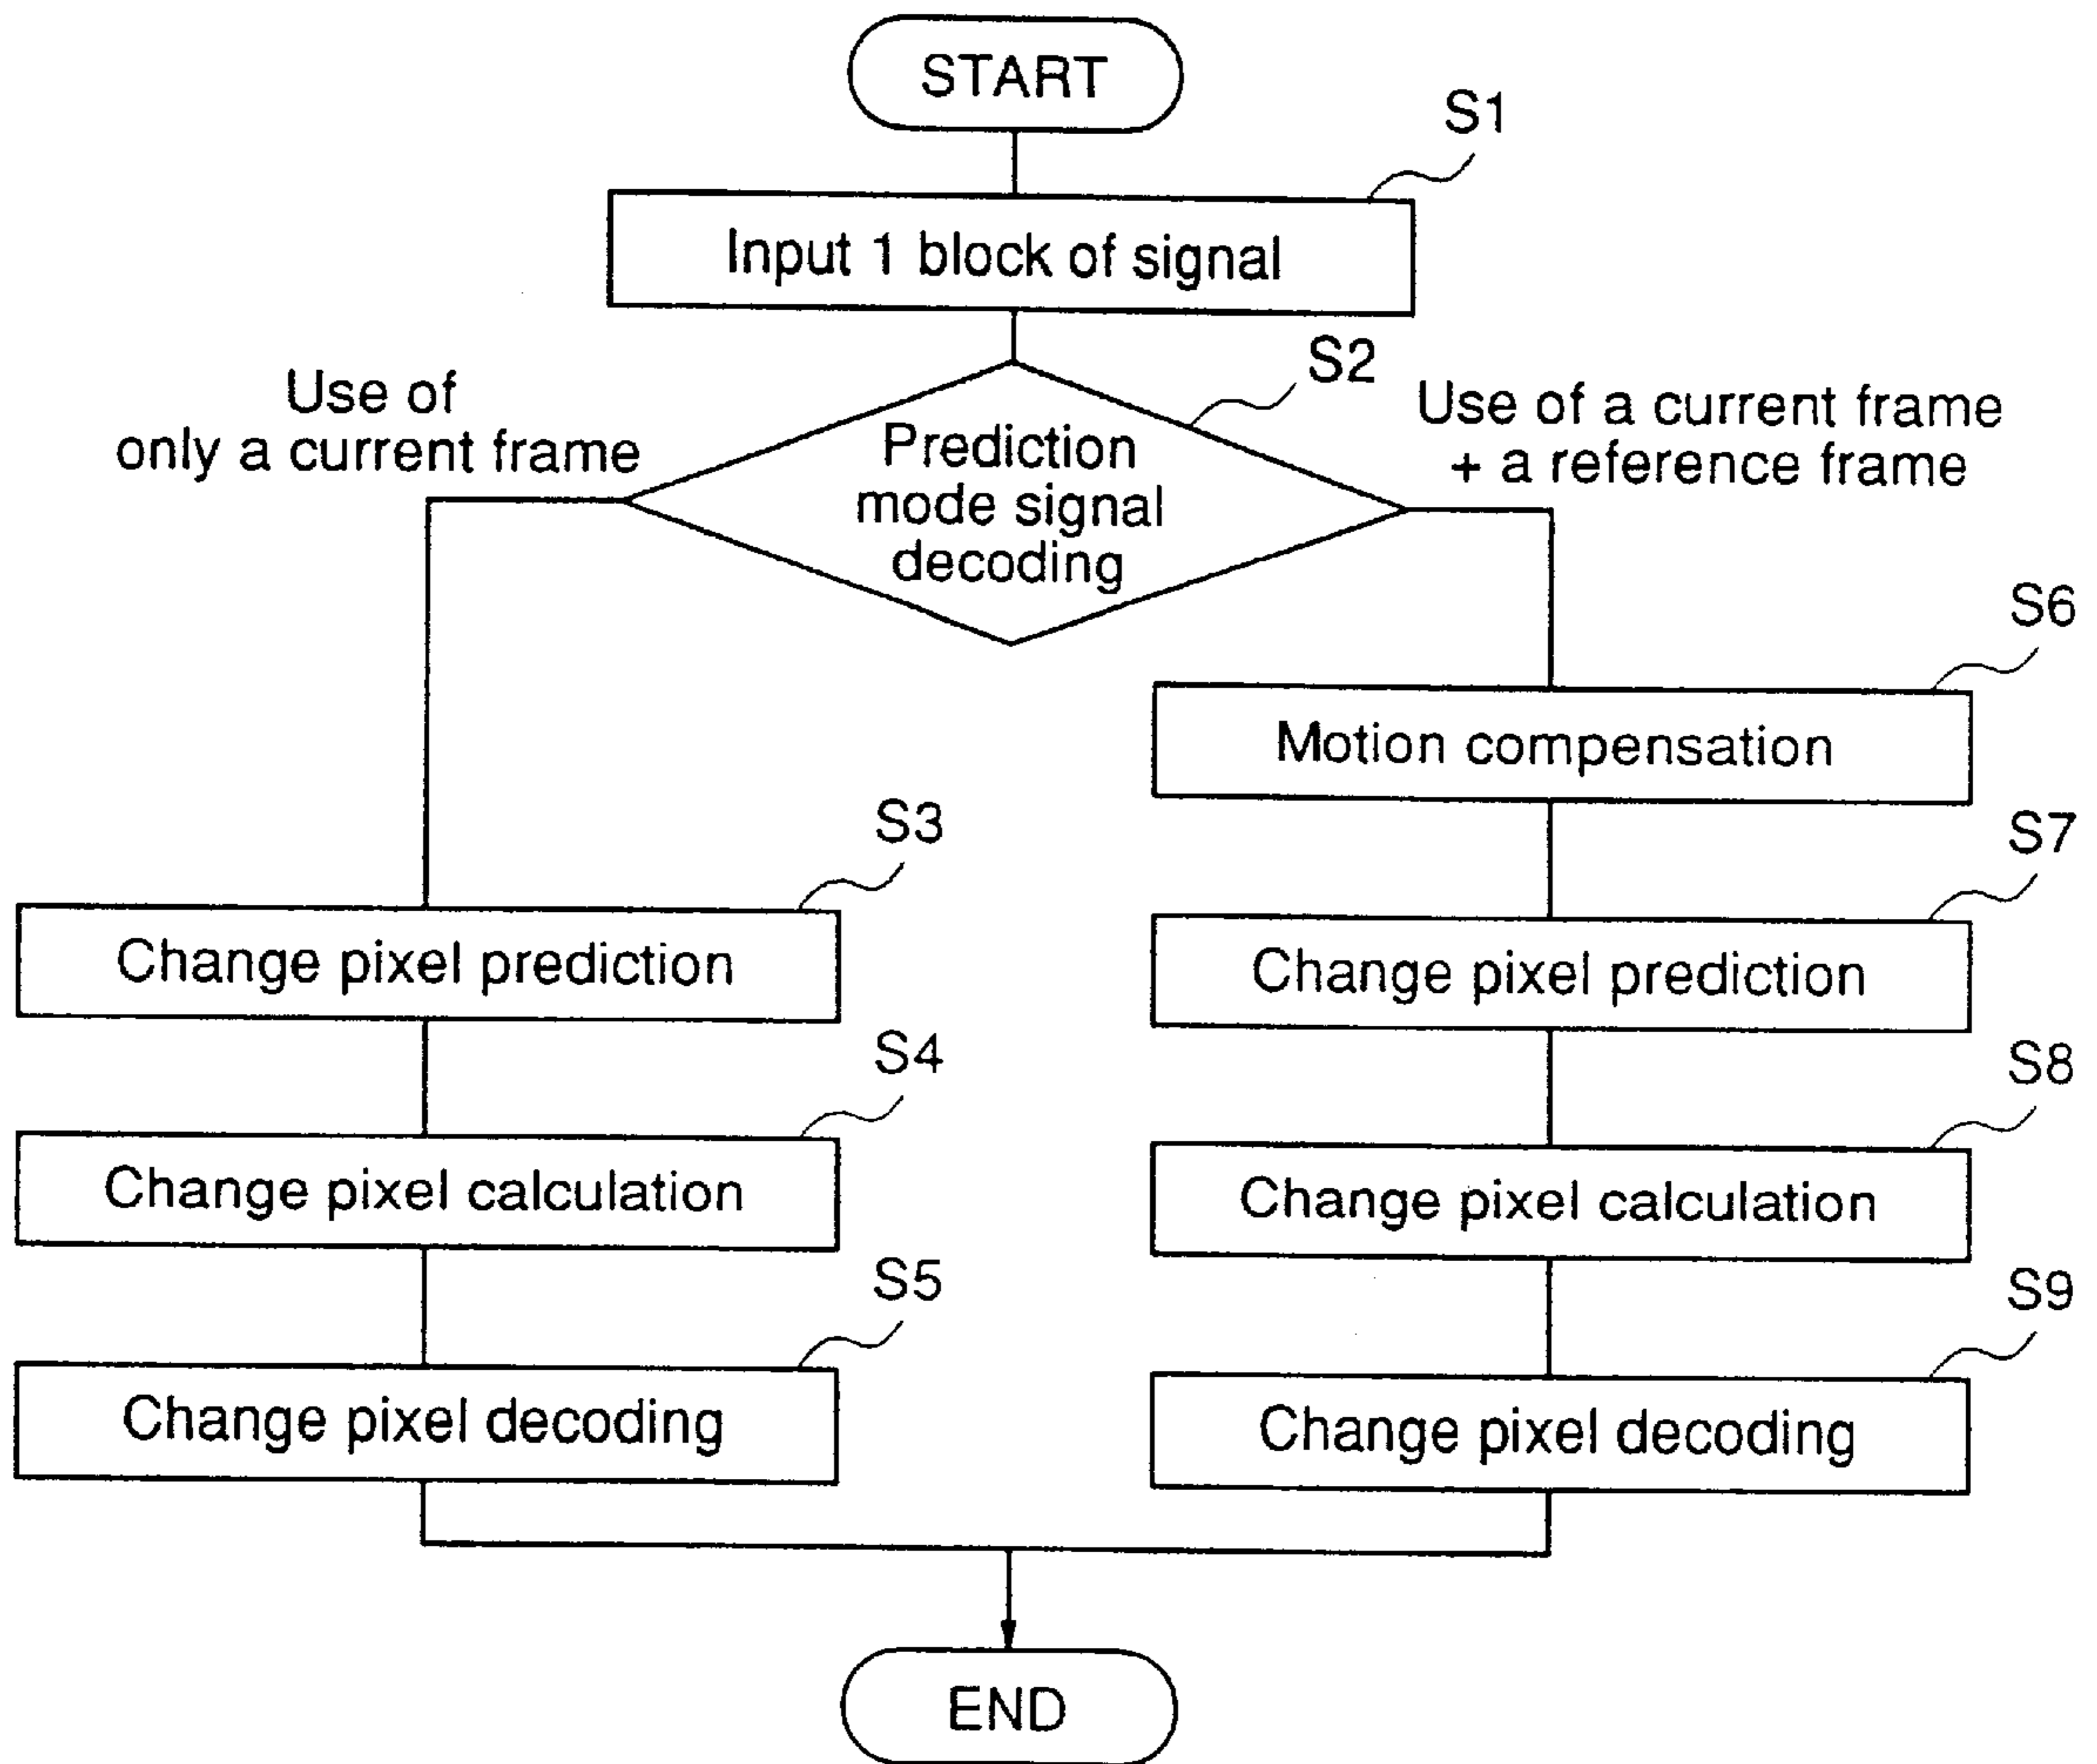 START
S1
Input 1 block of signal
S2
Use of
only a current frame
Prediction
mode signal
decoding
Use of a current frame
+ a reference frame
S6
Motion compensation
S3
Change pixel prediction
S7
Change pixel prediction
S4
Change pixel calculation
S8
Change pixel calculation
S5
Change pixel decoding
S9
Change pixel decoding
END